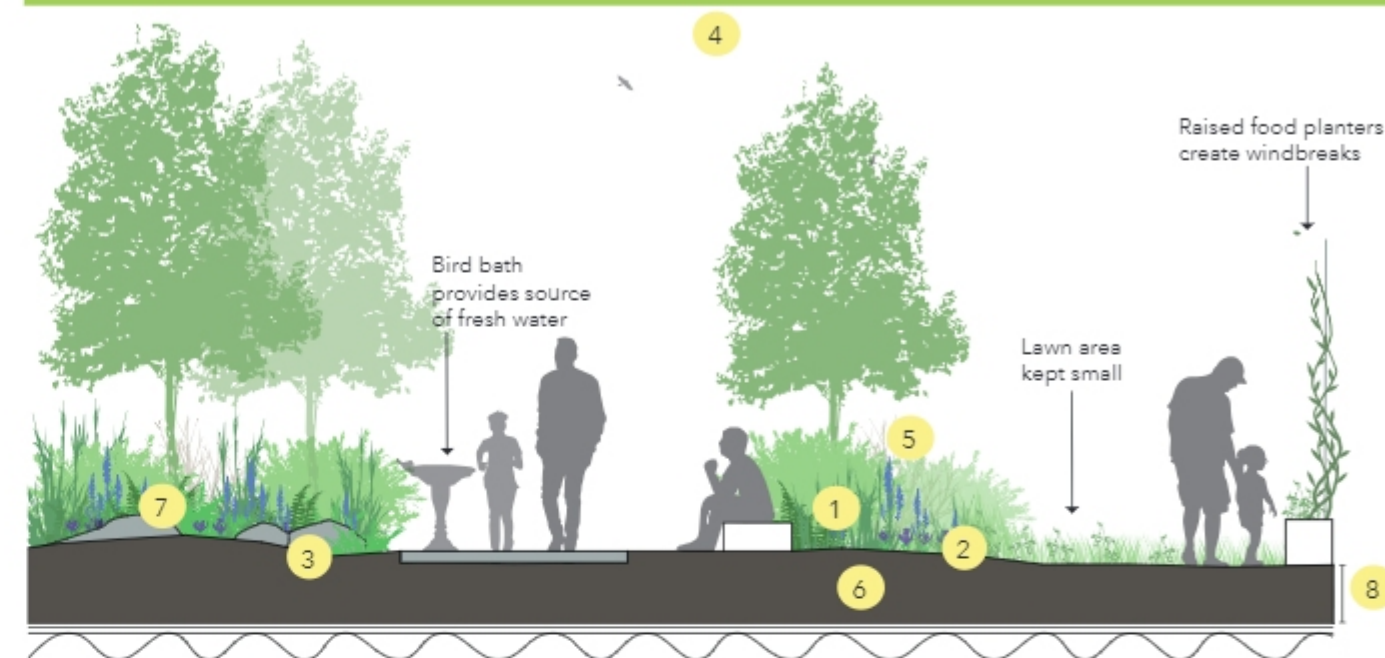 4
Raised food planters
create windbreaks
Bird bath
provides source
of fresh water
Lawn area
kept small
5
7
1
3
2
6
8